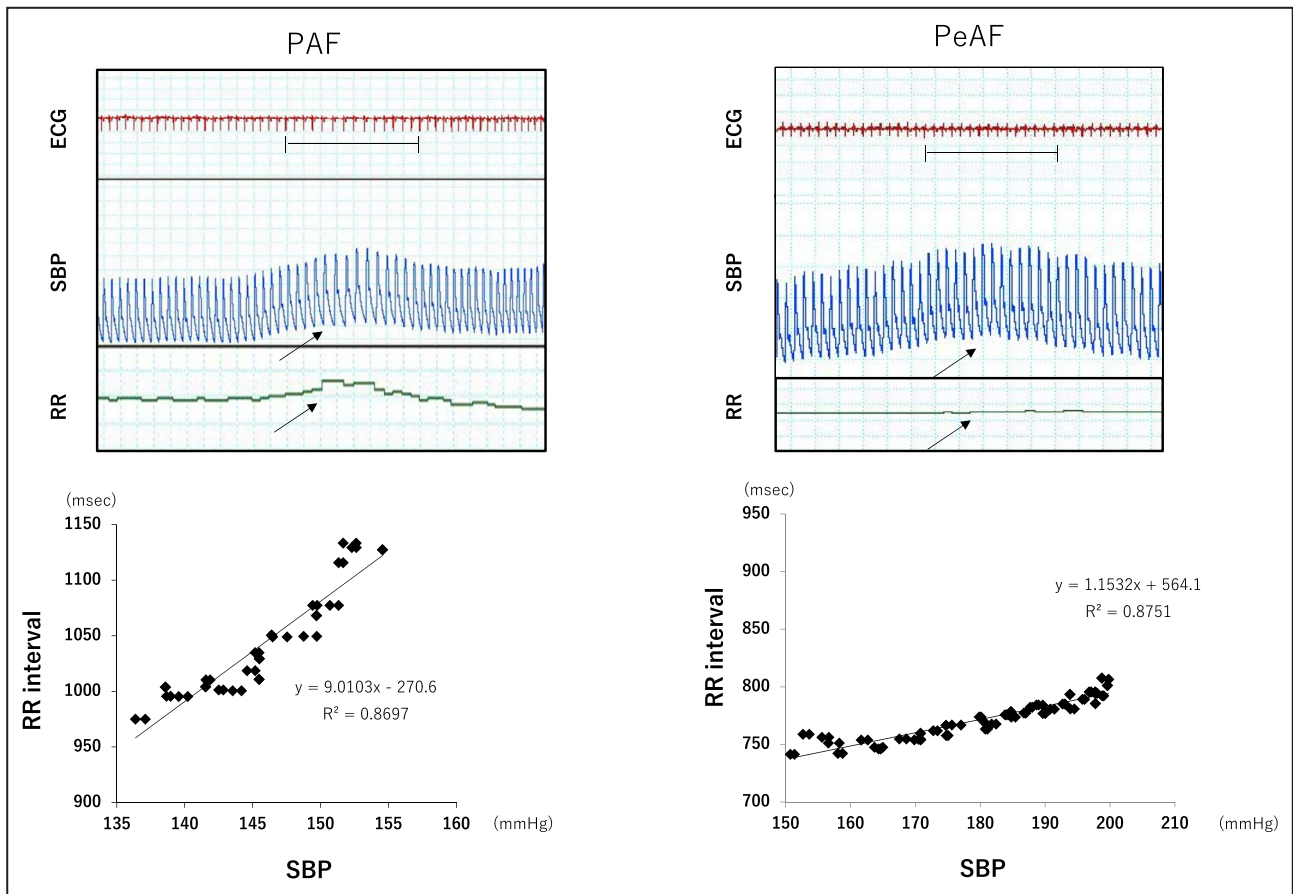 PAF
ECG
SBP
RR
(msec)
1150
1100
1050
1000
950
900
RR interval
y = 9.0103x - 270.6
R² = 0.8697
135 140 145 150 155 160 (mmHg)
SBP
PeAF
ECG
SBP
RR
(msec)
950
900
850
800
750
700
RR interval
y = 1.1532x + 564.1
R² = 0.8751
150 160 170 180 190 200 210 (mmHg)
SBP